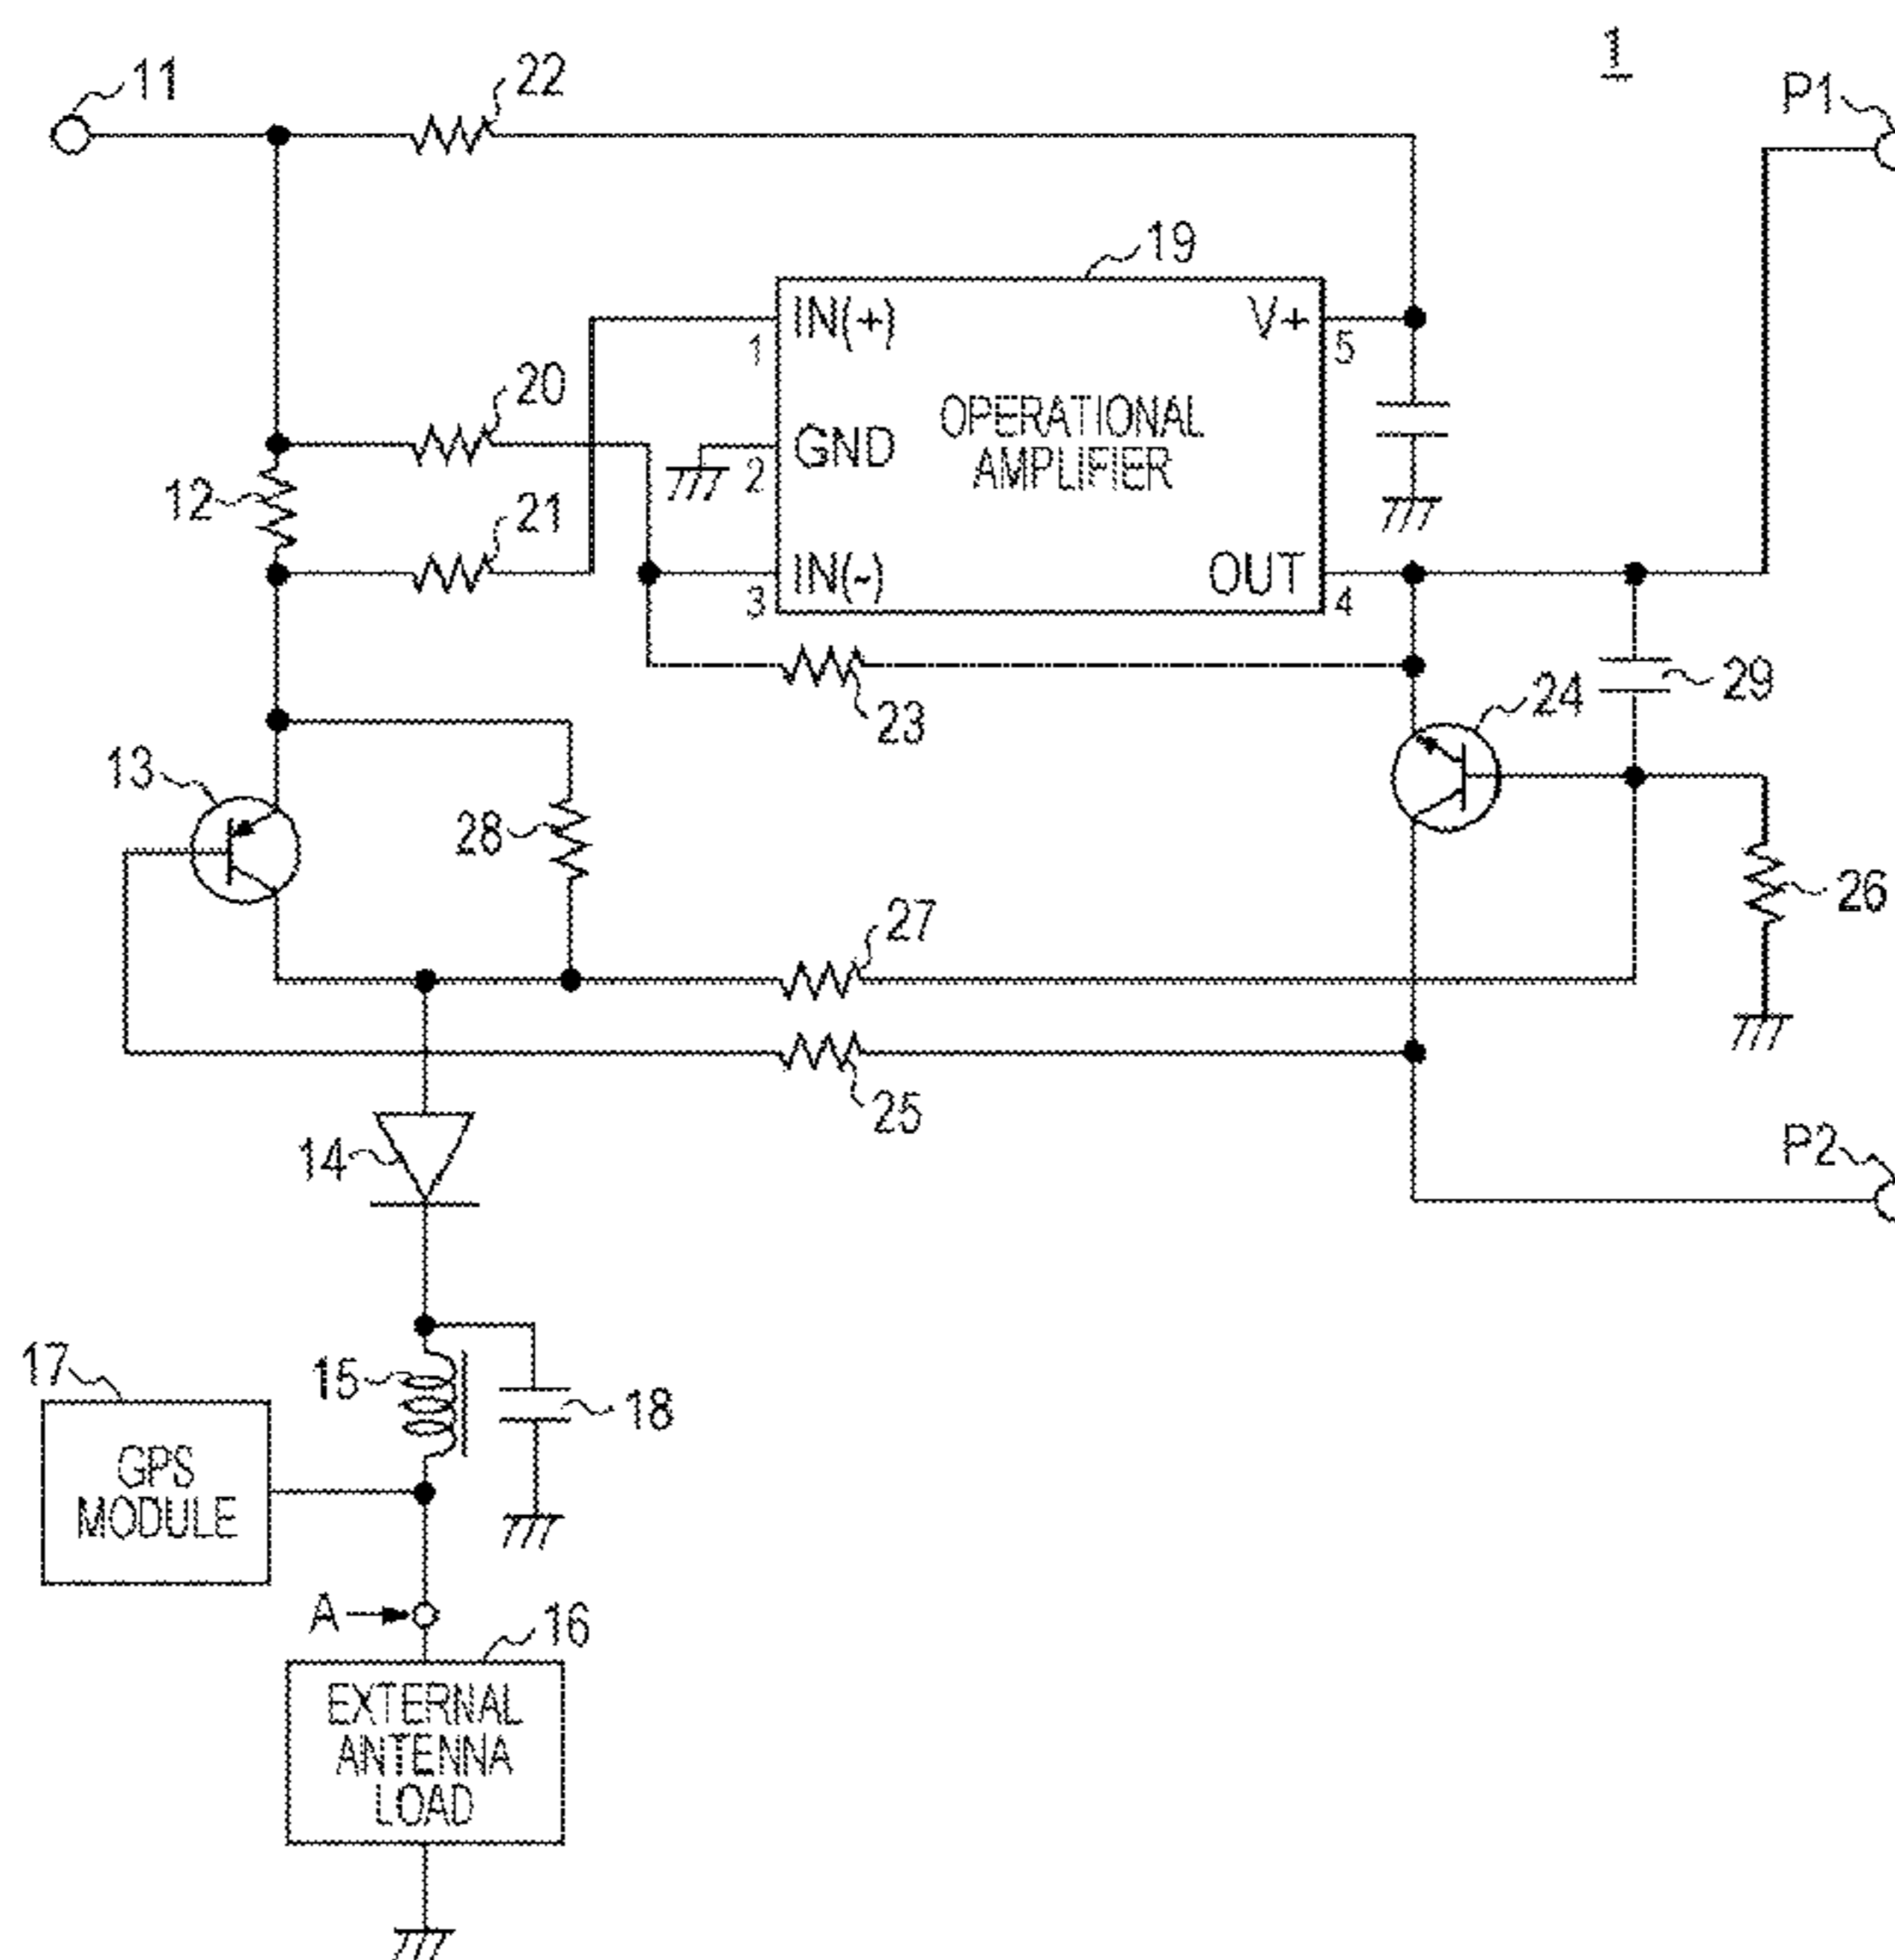 1
11
22
P1
19
IN(+)
V+
1
5
20
OPERATIONAL
AMPLIFIER
GND
2
12
21
IN(-)
OUT
3
4
23
24
29
13
28
26
27
25
14
P2
17
15
18
GPS
MODULE
A
16
EXTERNAL
ANTENNA
LOAD